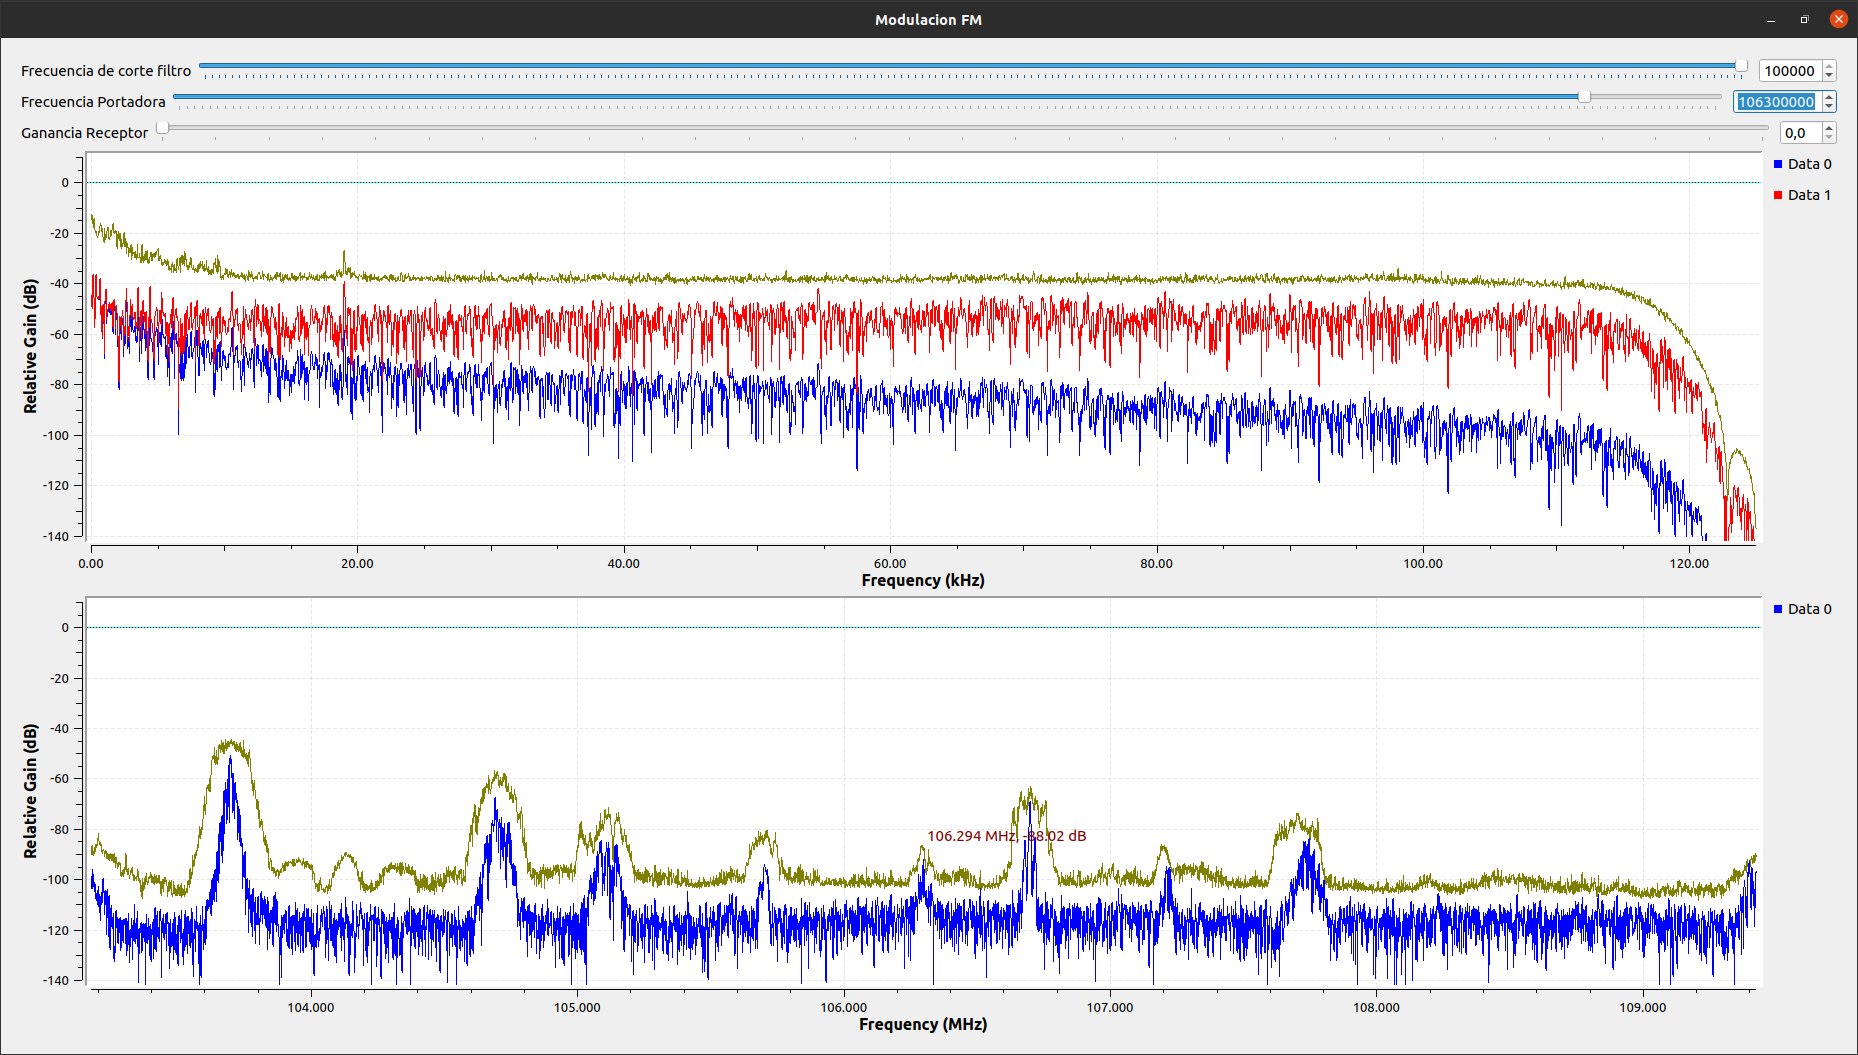 Modulacion FM
Frecuencia de corte filtro 100000
Frecuencia Portadora 106300000
Ganancia Receptor 0,0
Data 0
Data 1
Relative Gain (dB)
0
-20
-40
-60
-80
-100
-120
-140
0.00 20.00 40.00 60.00 80.00 100.00 120.00
Frequency (kHz)
Data 0
Relative Gain (dB)
0
-20
-40
-60
-80
-100
-120
-140
106.294 MHz, -88.02 dB
104.000 105.000 106.000 107.000 108.000 109.000
Frequency (MHz)